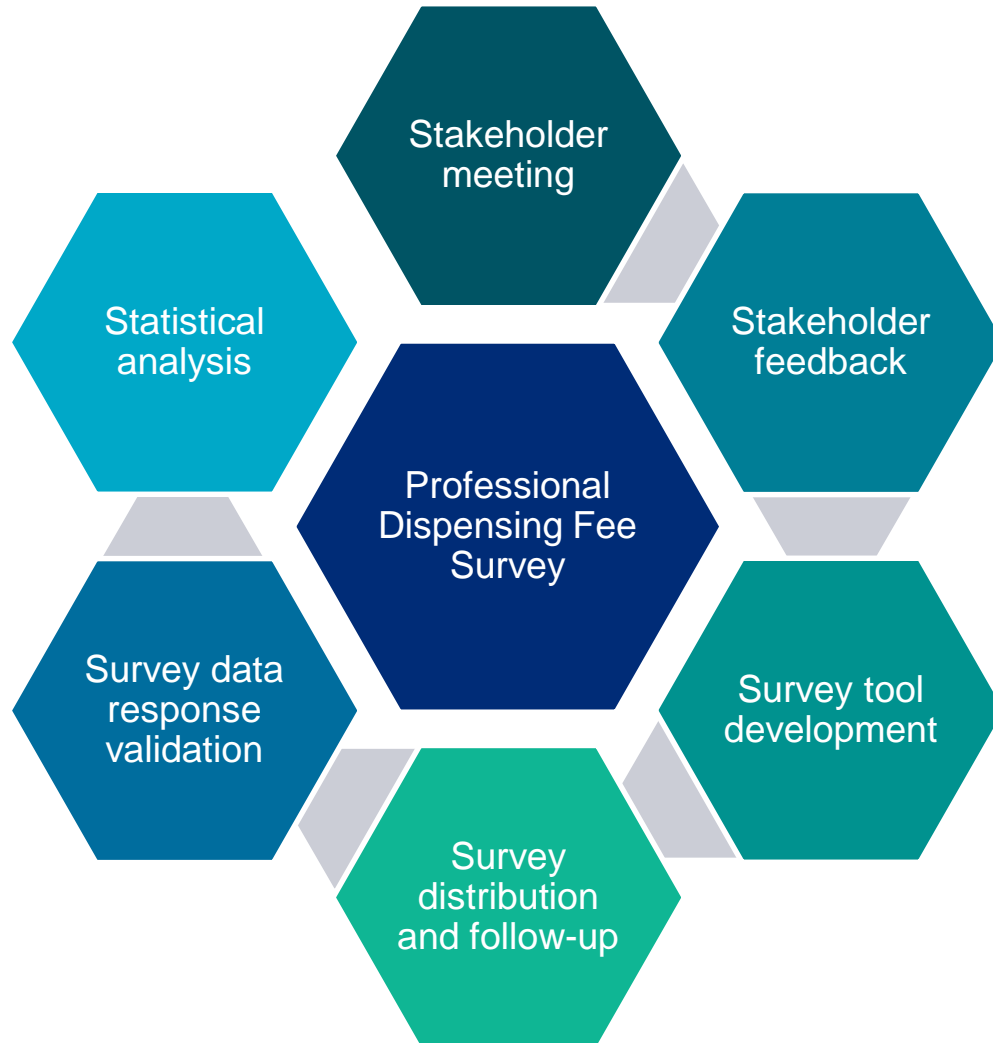 Stakeholder
meeting
Stakeholder
feedback
Survey tool
development
Survey
distribution
and follow-up
Survey data
response
validation
Statistical
analysis
Professional
Dispensing Fee
Survey